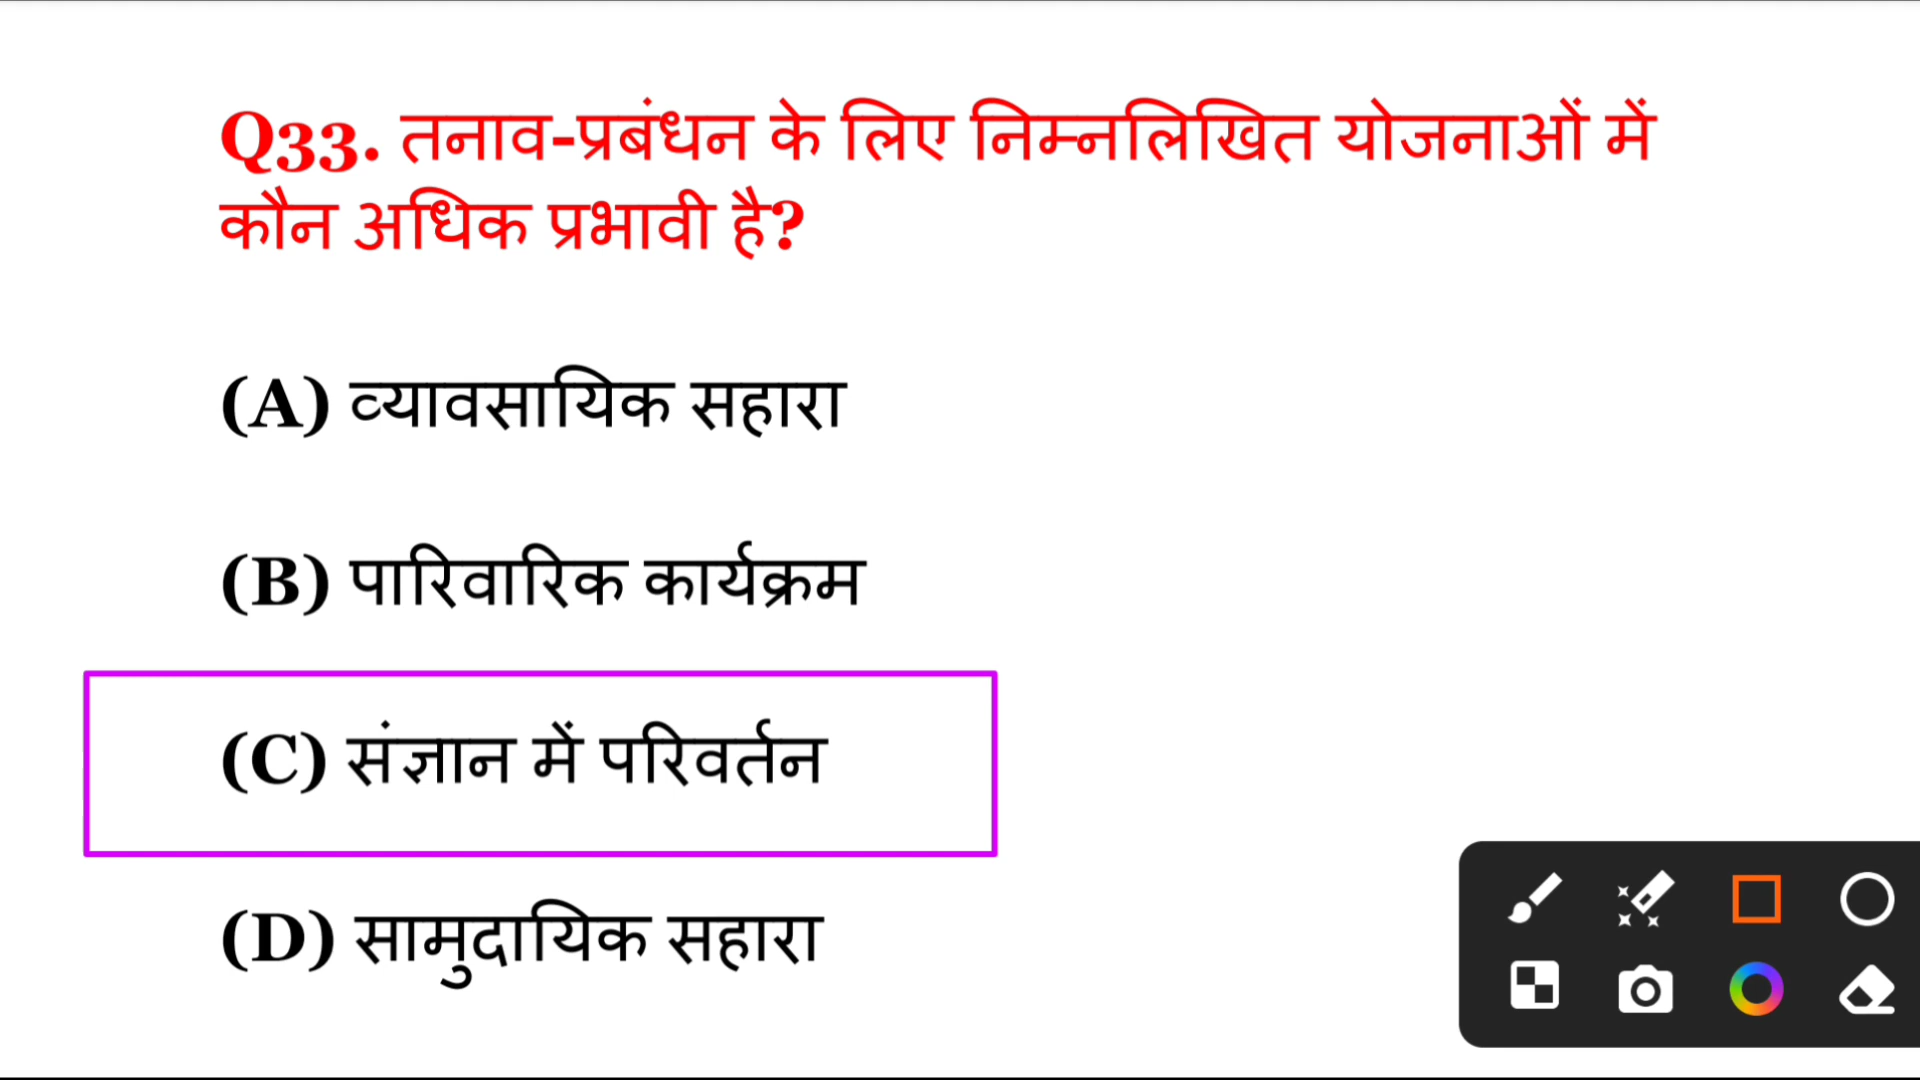 Q33. तनाव-प्रबंधन के लिए निम्नलिखित योजनाओं में
कौन अधिक प्रभावी है?
(A) व्यावसायिक सहारा
(B) पारिवारिक कार्यक्रम
(C) संज्ञान में परिवर्तन
(D) सामुदायिक सहारा